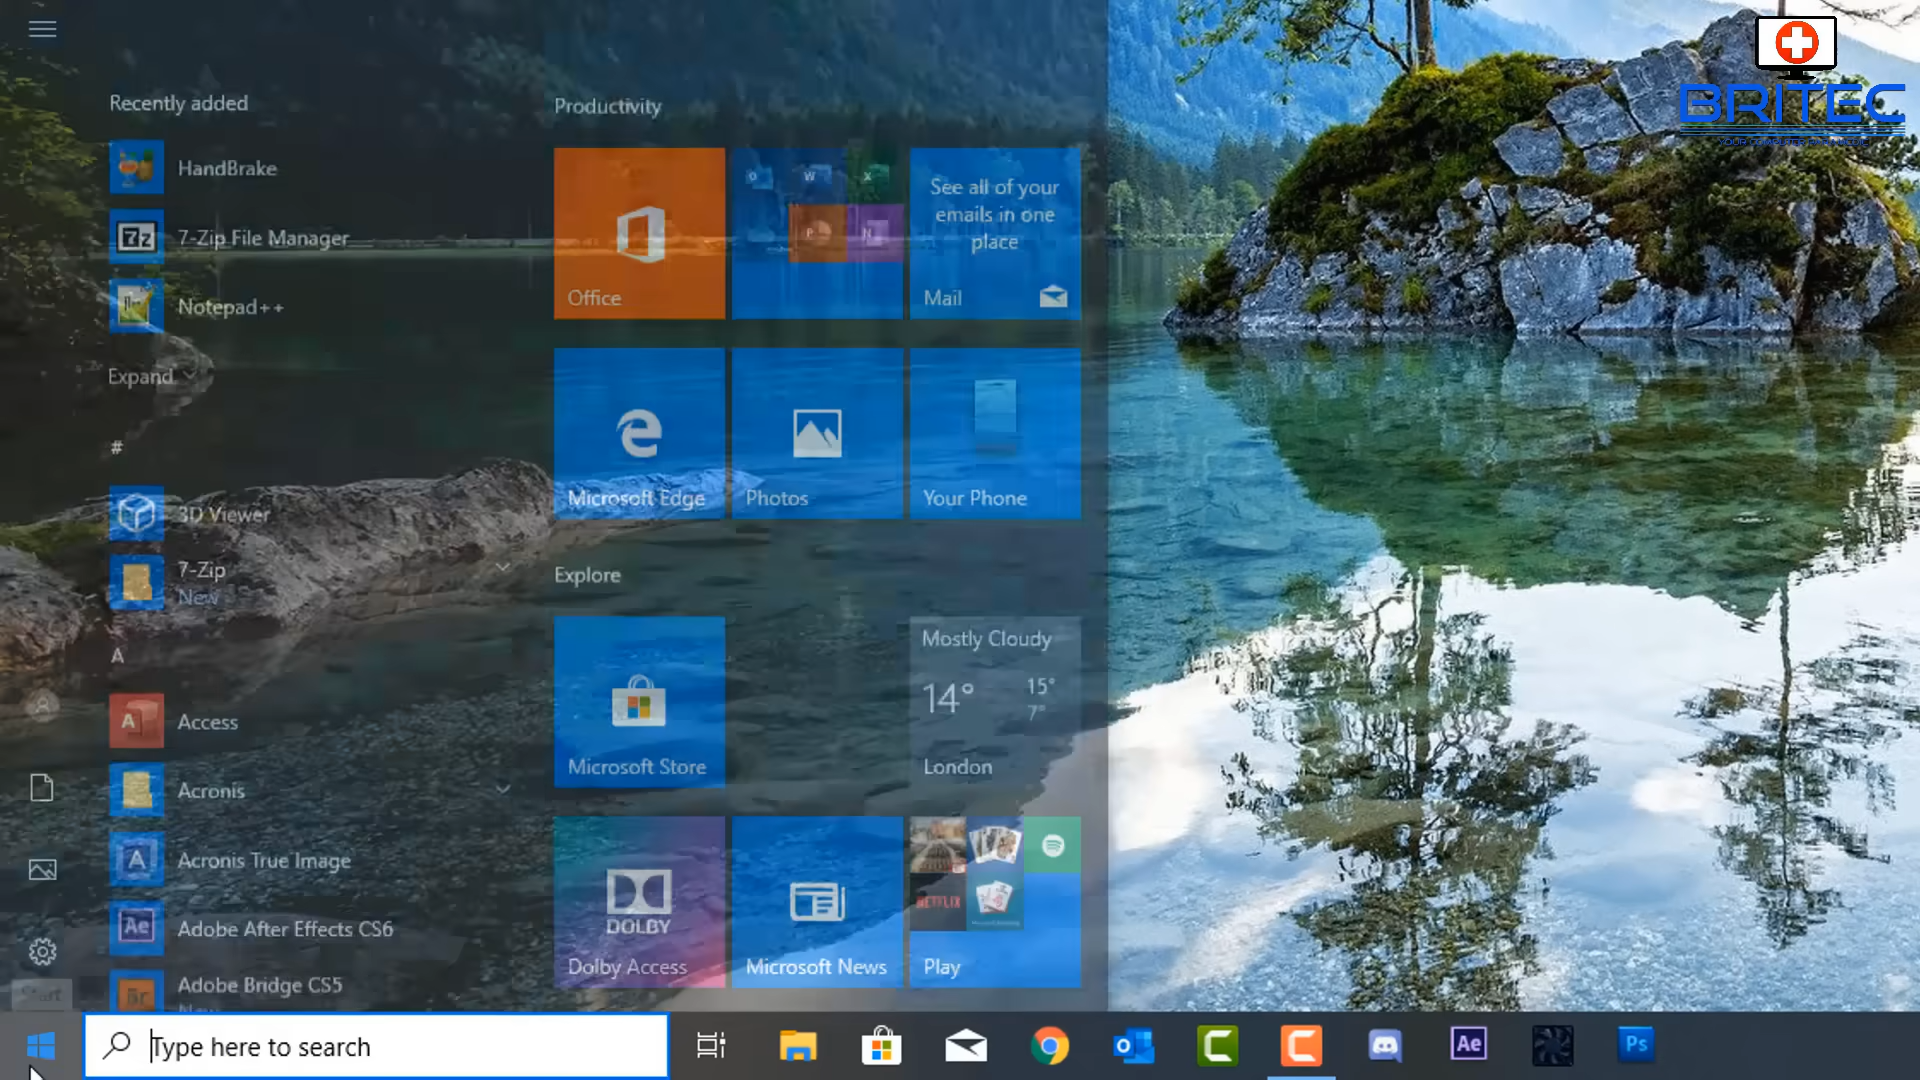 Recently added
HandBrake
7-Zip File Manager
Notepad++
Expand
#
3D Viewer
7-Zip
New
A
Access
Acronis
Acronis True Image
Adobe After Effects CS6
Adobe Bridge CS5
New
Start
Productivity
Office
See all of your
emails in one
place
Mail
Microsoft Edge
Photos
Your Phone
Explore
Microsoft Store
Mostly Cloudy
14°
15°
7°
London
DOLBY
Dolby Access
Microsoft News
NETFLIX
Play
BRITEC
Type here to search
Ae
Ps